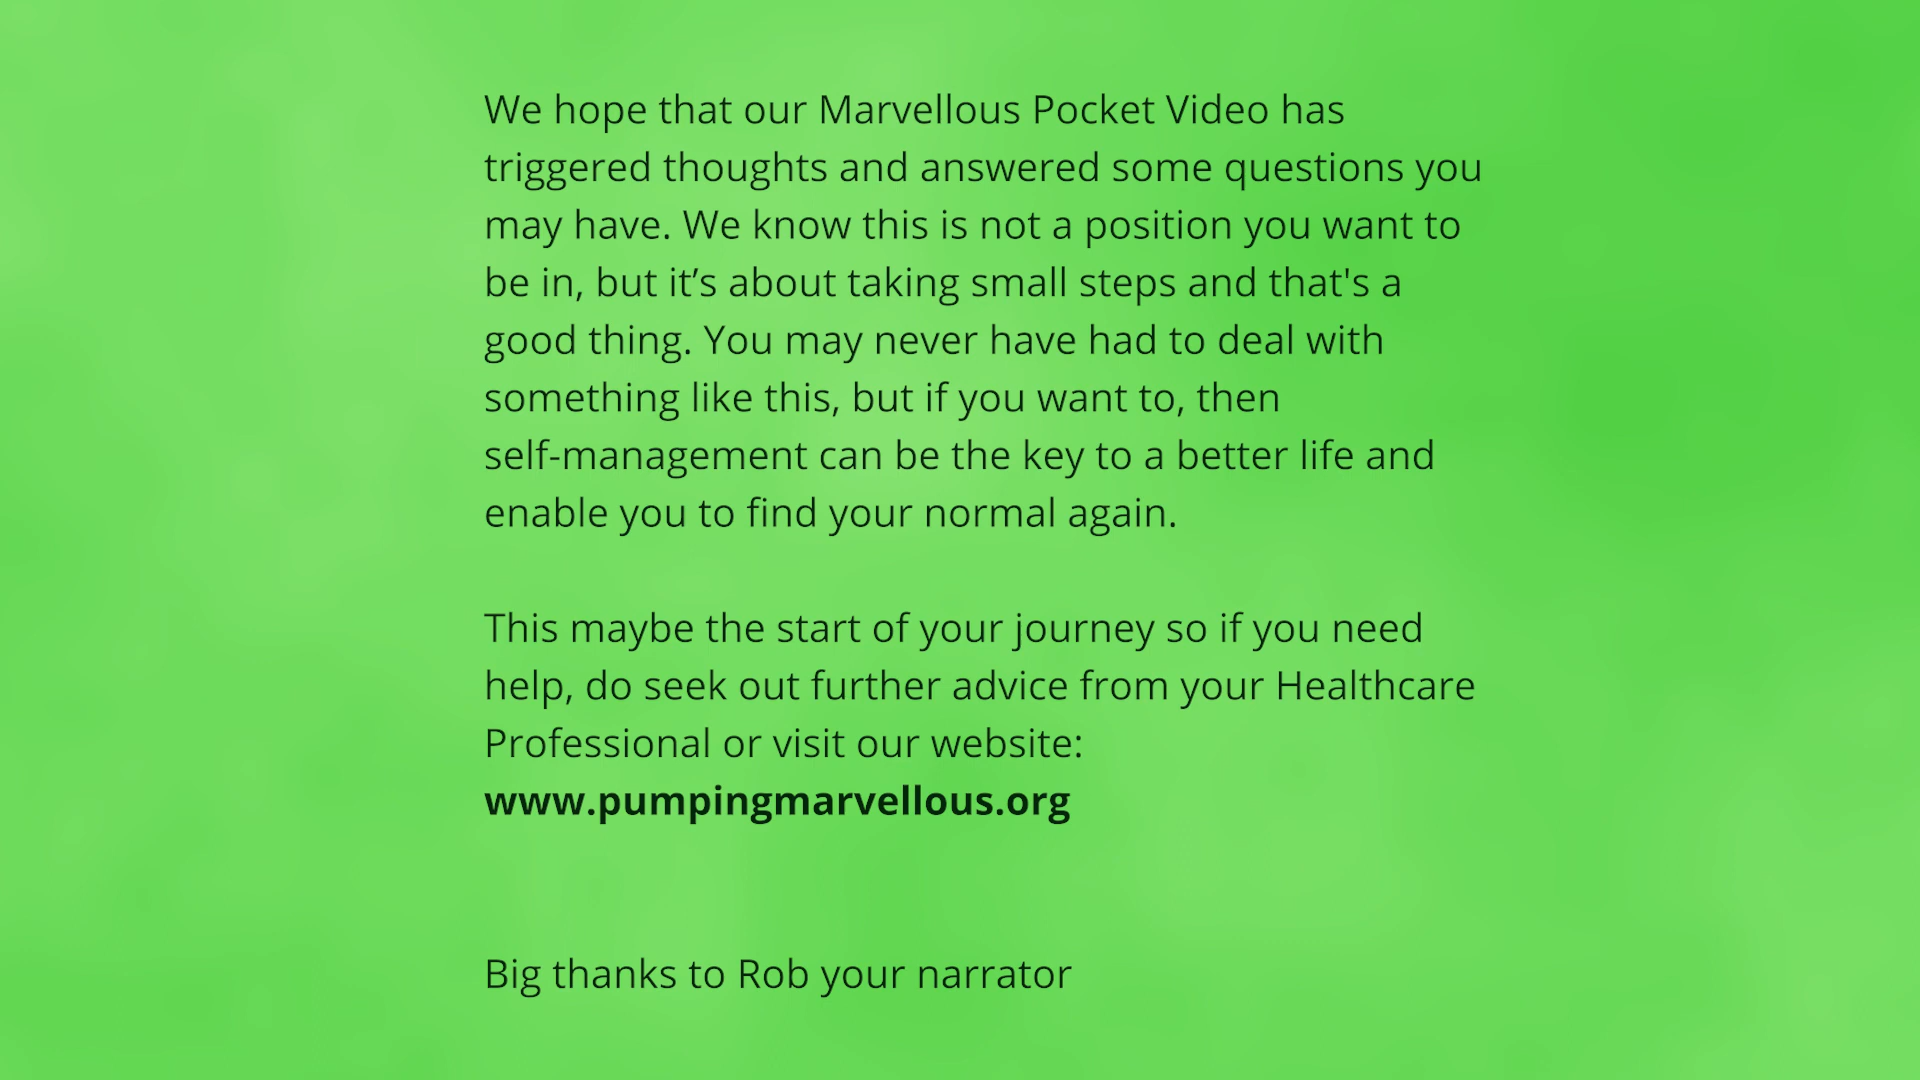 We hope that our Marvellous Pocket Video has
triggered thoughts and answered some questions you
may have. We know this is not a position you want to
be in, but it’s about taking small steps and that's a
good thing. You may never have had to deal with
something like this, but if you want to, then
self-management can be the key to a better life and
enable you to find your normal again.
This maybe the start of your journey so if you need
help, do seek out further advice from your Healthcare
Professional or visit our website:
www.pumpingmarvellous.org
Big thanks to Rob your narrator